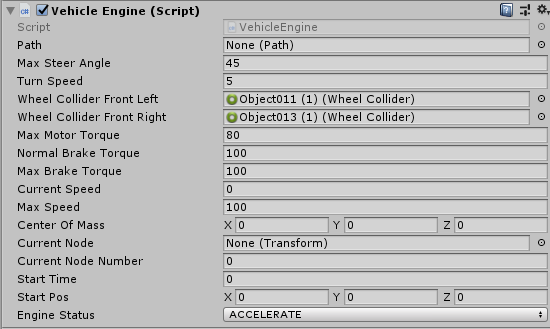 Vehicle Engine (Script)
Script VehicleEngine
Path None (Path)
Max Steer Angle 45
Turn Speed 5
Wheel Collider Front Left Object011 (1) (Wheel Collider)
Wheel Collider Front Right Object013 (1) (Wheel Collider)
Max Motor Torque 80
Normal Brake Torque 100
Max Brake Torque 100
Current Speed 0
Max Speed 100
Center Of Mass X 0 Y 0 Z 0
Current Node None (Transform)
Current Node Number 0
Start Time 0
Start Pos X 0 Y 0 Z 0
Engine Status ACCELERATE